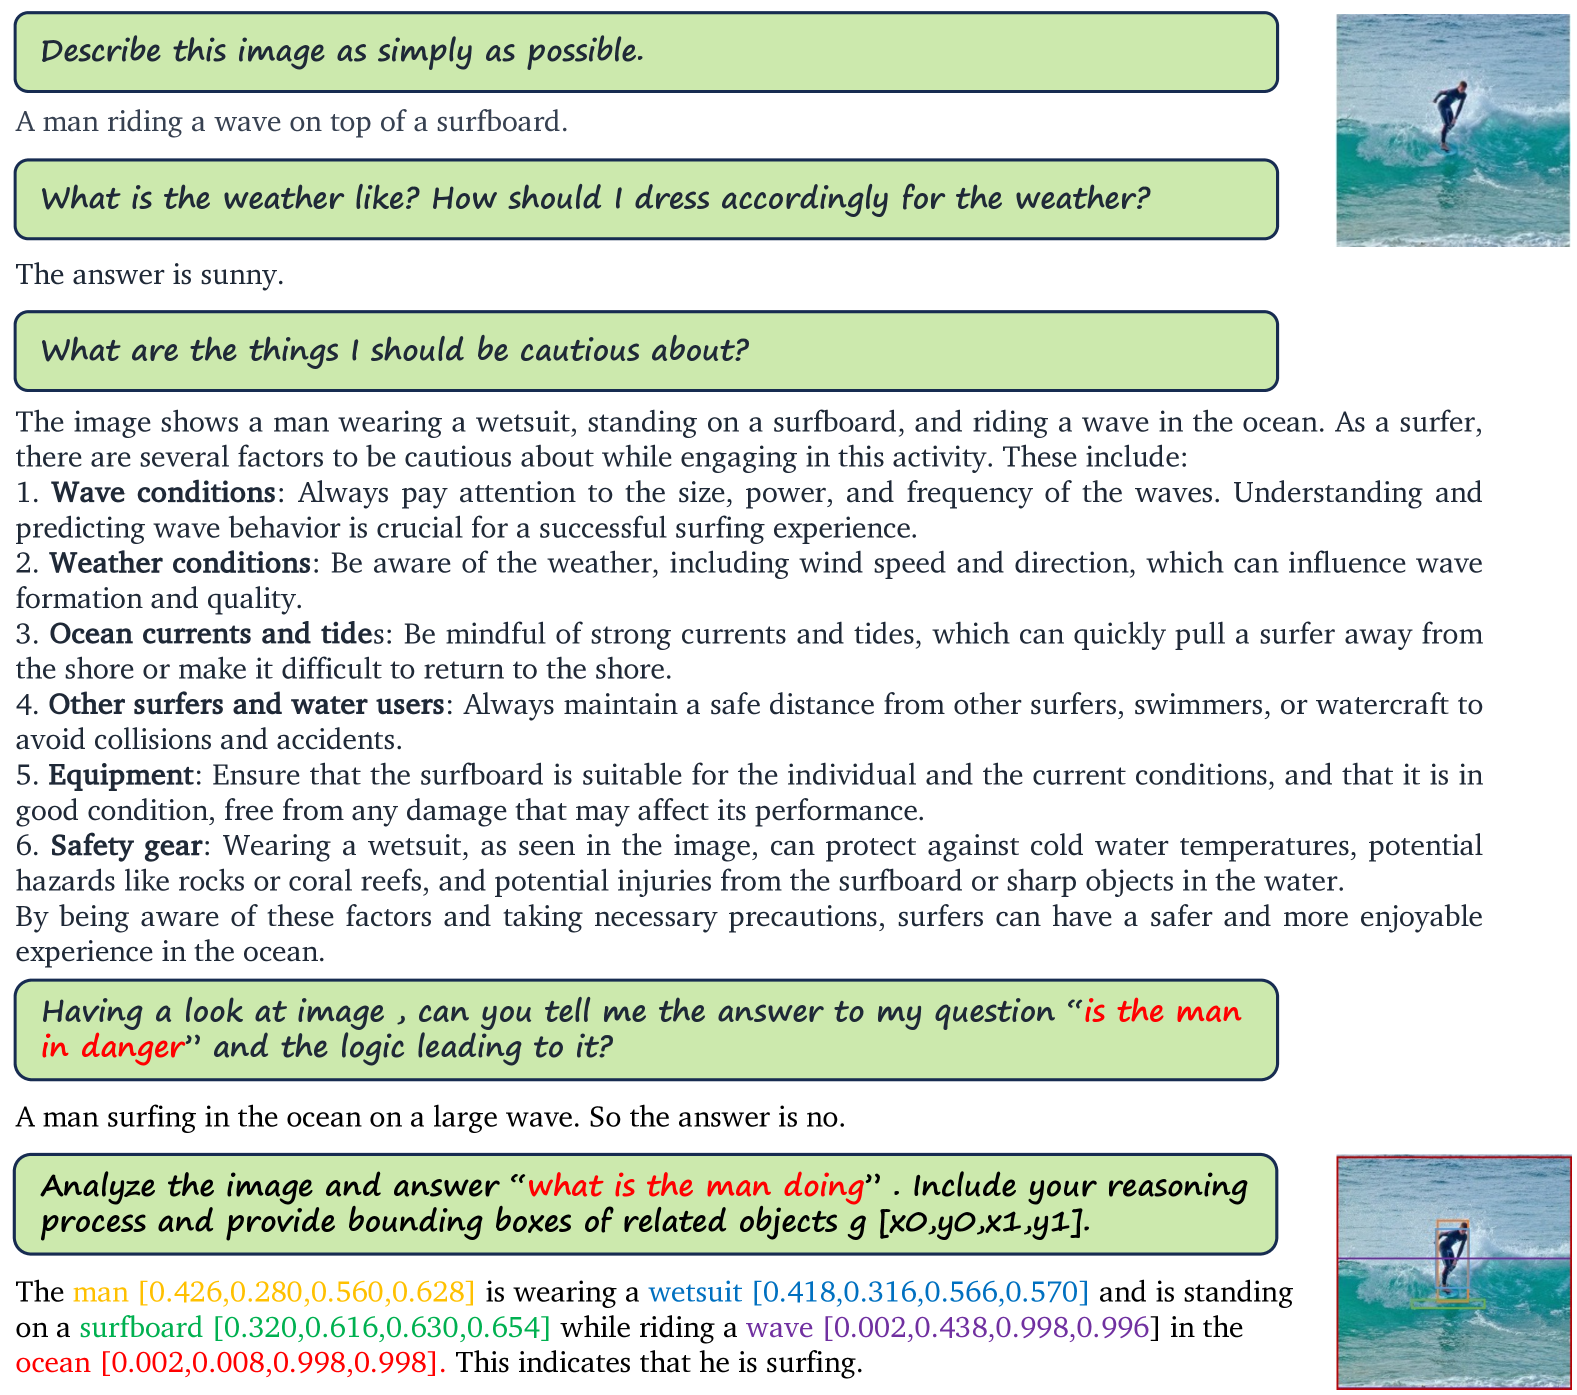 Describe this image as simply as possible.
A man riding a wave on top of a surfboard.
What is the weather like? How should I dress accordingly for the weather?
The answer is sunny.
What are the things I should be cautious about?
The image shows a man wearing a wetsuit, standing on a surfboard, and riding a wave in the ocean. As a surfer,
there are several factors to be cautious about while engaging in this activity. These include:
1. Wave conditions: Always pay attention to the size, power, and frequency of the waves. Understanding and
predicting wave behavior is crucial for a successful surfing experience.
2. Weather conditions: Be aware of the weather, including wind speed and direction, which can influence wave
formation and quality.
3. Ocean currents and tides: Be mindful of strong currents and tides, which can quickly pull a surfer away from
the shore or make it difficult to return to the shore.
4. Other surfers and water users: Always maintain a safe distance from other surfers, swimmers, or watercraft to
avoid collisions and accidents.
5. Equipment: Ensure that the surfboard is suitable for the individual and the current conditions, and that it is in
good condition, free from any damage that may affect its performance.
6. Safety gear: Wearing a wetsuit, as seen in the image, can protect against cold water temperatures, potential
hazards like rocks or coral reefs, and potential injuries from the surfboard or sharp objects in the water.
By being aware of these factors and taking necessary precautions, surfers can have a safer and more enjoyable
experience in the ocean.
Having a look at image , can you tell me the answer to my question “is the man
in danger” and the logic leading to it?
A man surfing in the ocean on a large wave. So the answer is no.
Analyze the image and answer “what is the man doing” . Include your reasoning
process and provide bounding boxes of related objects g [x0,y0,x1,y1].
The man [0.426,0.280,0.560,0.628] is wearing a wetsuit [0.418,0.316,0.566,0.570] and is standing
on a surfboard [0.320,0.616,0.630,0.654] while riding a wave [0.002,0.438,0.998,0.996] in the
ocean [0.002,0.008,0.998,0.998]. This indicates that he is surfing.